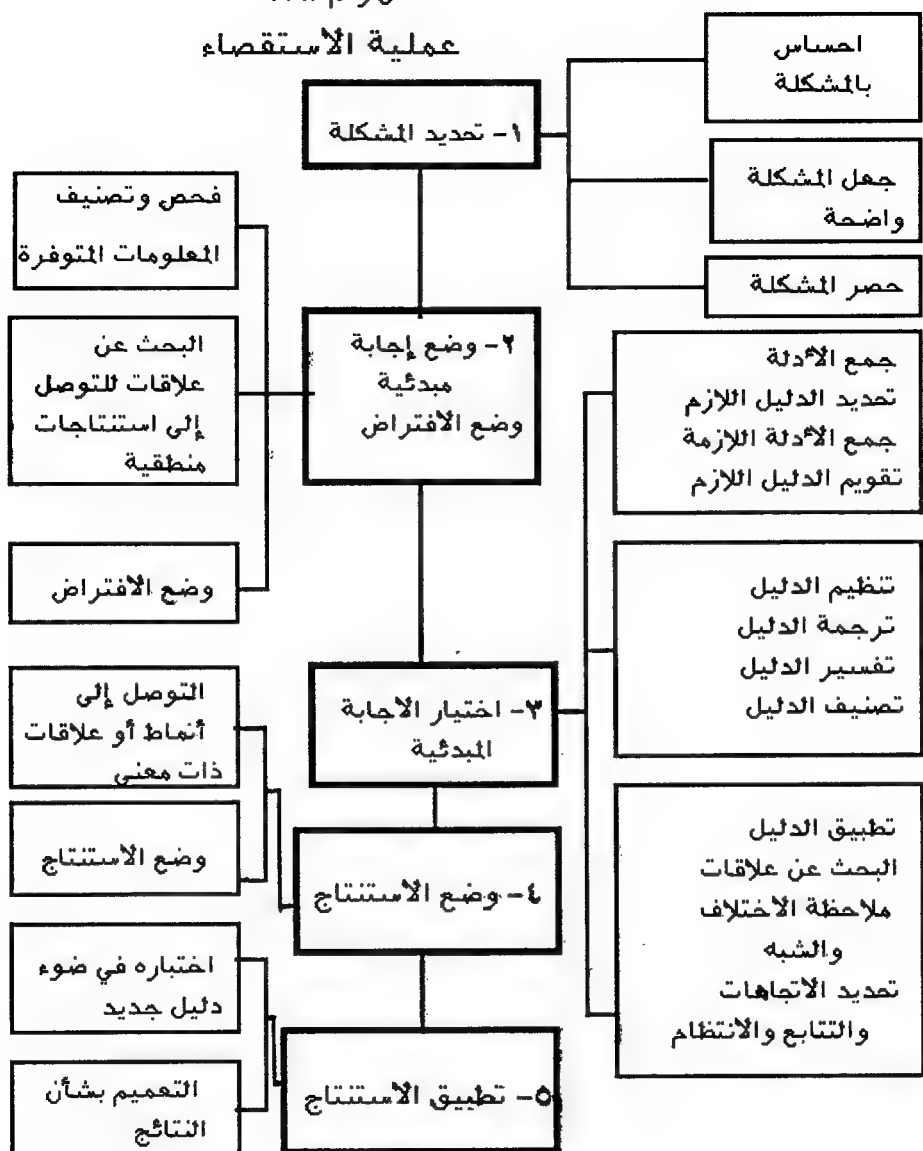 عملية الاستقصاء
١- تحديد المشكلة
احساس
بالمشكلة
جعل المشكلة
واضحة
حصر المشكلة
٢- وضع إجابة
مبدئية
وضع الافتراض
فحص وتصنيف
المعلومات المتوفرة
البحث عن
علاقات للتوصل
إلى استنتاجات
منطقية
وضع الافتراض
٣- اختيار الاجابة
المبدئية
جمع الأدلة
تحديد الدليل اللازم
جمع الأدلة اللازمة
تقويم الدليل اللازم
تنظيم الدليل
ترجمة الدليل
تفسير الدليل
تصنيف الدليل
تطبيق الدليل
البحث عن علاقات
ملاحظة الاختلاف
والشبه
تحديد الاتجاهات
والتتابع والانتظام
٤- وضع الاستنتاج
التوصل إلى
أنماط أو علاقات
ذات معنى
وضع الاستنتاج
٥- تطبيق الاستنتاج
اختباره في ضوء
دليل جديد
التعميم بشأن
النتائج